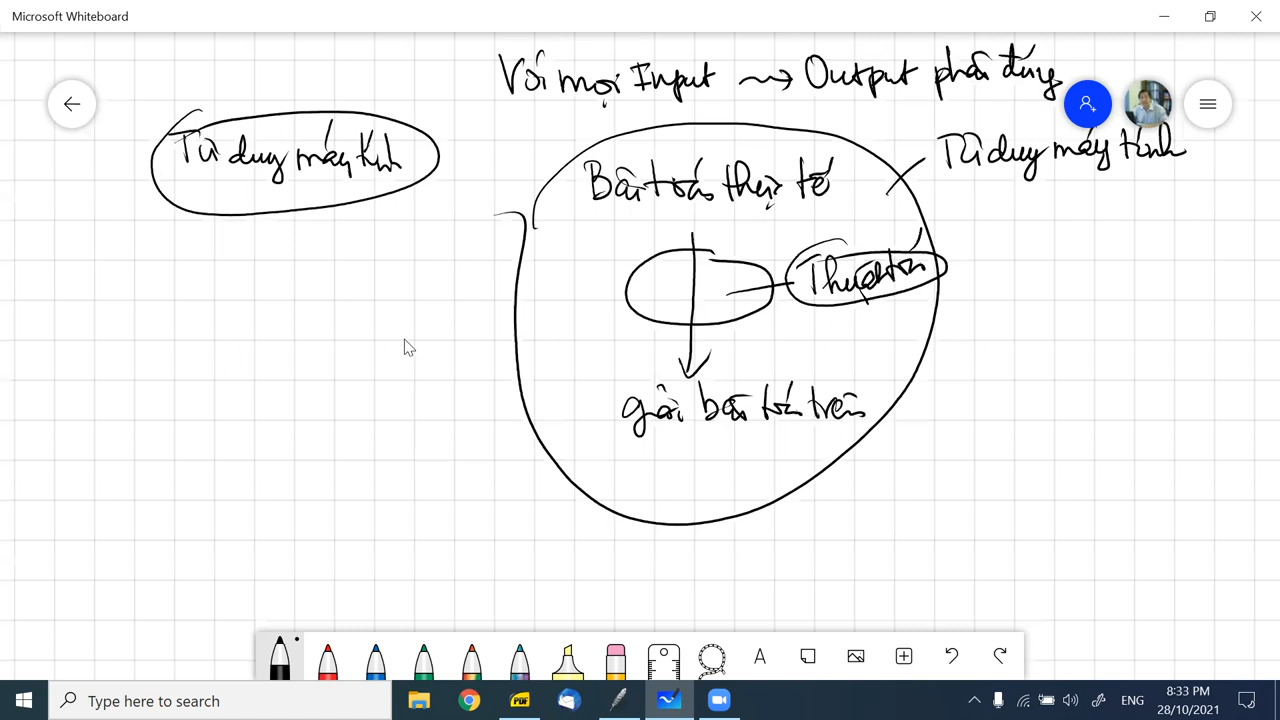 Microsoft Whiteboard
Với mọi Input ⇝ Output phải đúng
Tư duy máy tính
Tư duy máy tính
Bài toán thực tế
Thuật toán
giải bài toán trên
A
Type here to search
PDF
ENG
8:33 PM
28/10/2021